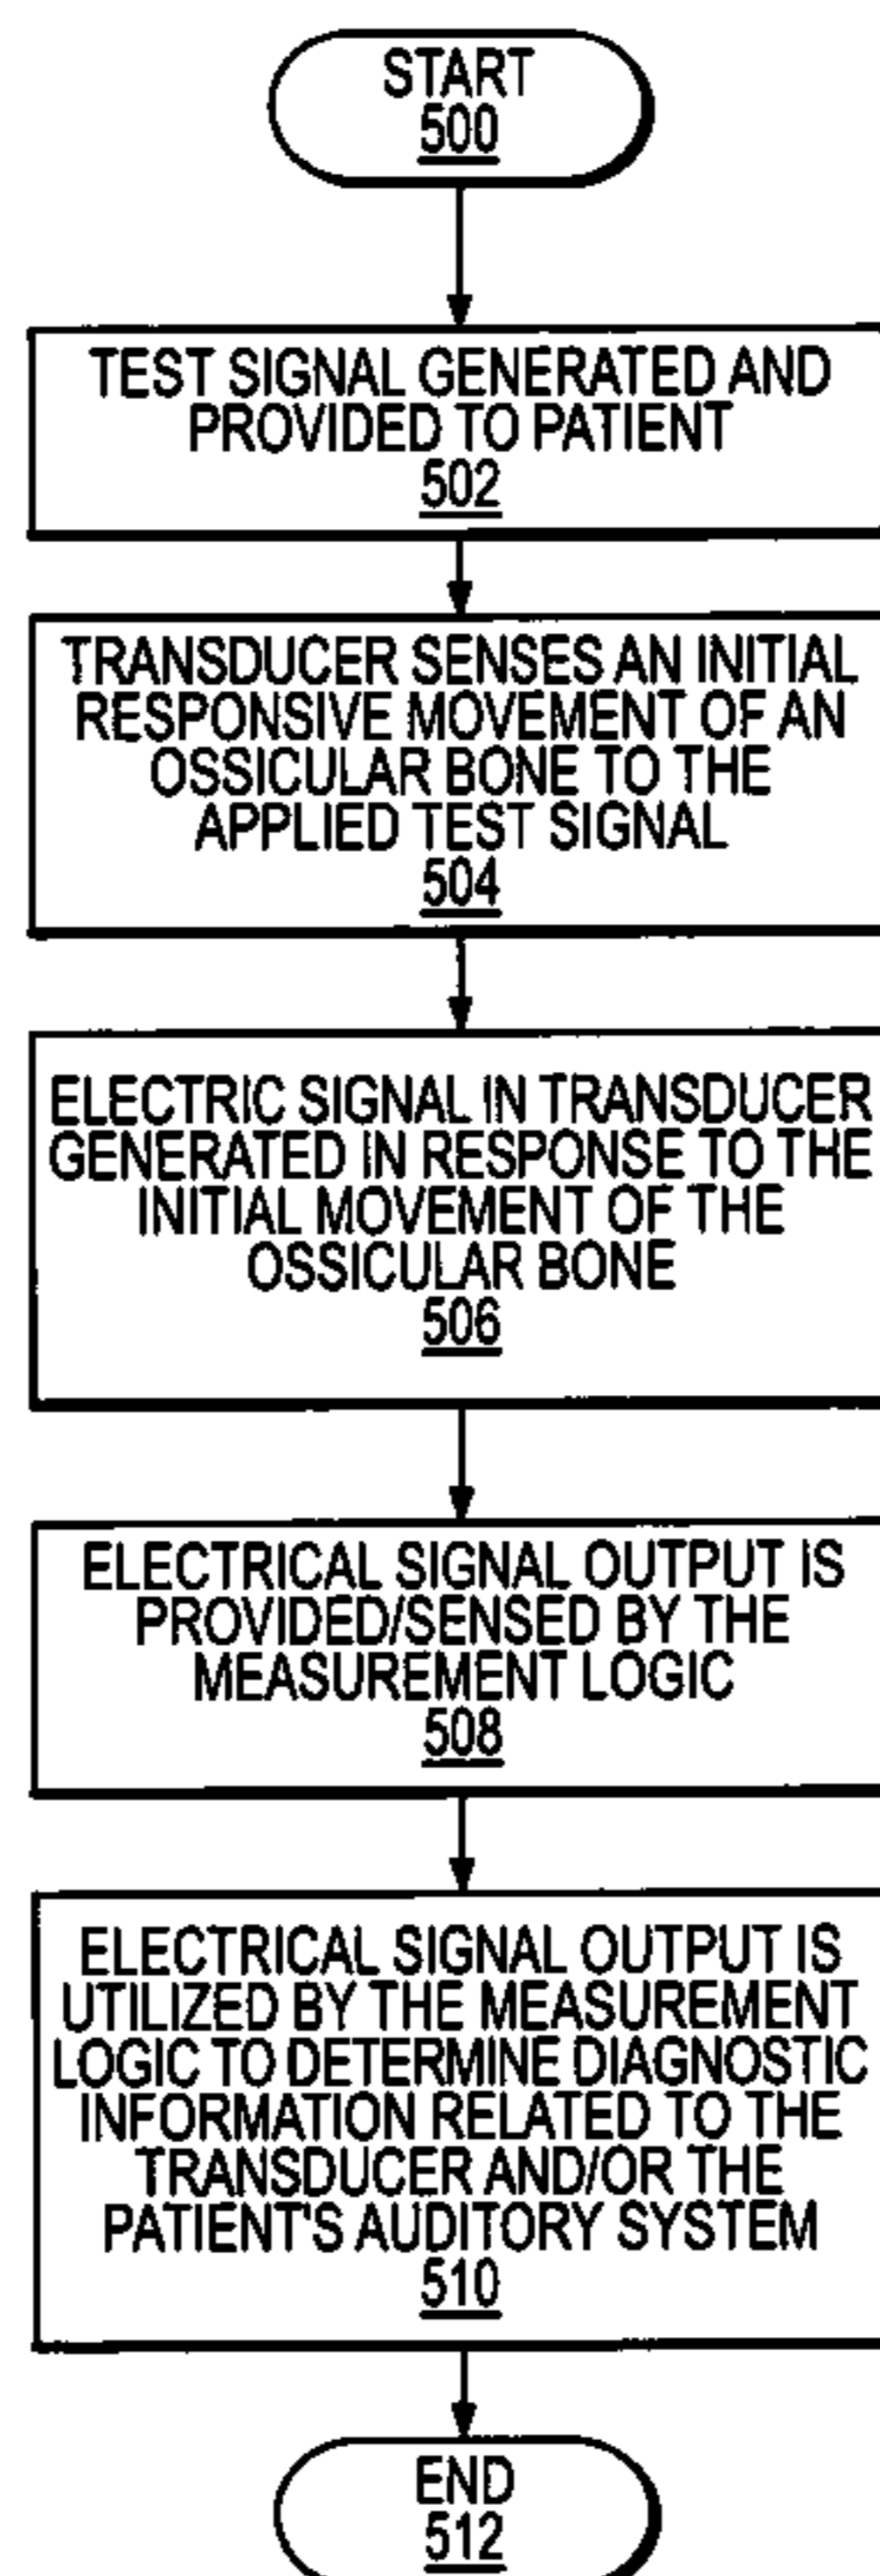 START
500
TEST SIGNAL GENERATED AND
PROVIDED TO PATIENT
502
TRANSDUCER SENSES AN INITIAL
RESPONSIVE MOVEMENT OF AN
OSSICULAR BONE TO THE
APPLIED TEST SIGNAL
504
ELECTRIC SIGNAL IN TRANSDUCER
GENERATED IN RESPONSE TO THE
INITIAL MOVEMENT OF THE
OSSICULAR BONE
506
ELECTRICAL SIGNAL OUTPUT IS
PROVIDED/SENSED BY THE
MEASUREMENT LOGIC
508
ELECTRICAL SIGNAL OUTPUT IS
UTILIZED BY THE MEASUREMENT
LOGIC TO DETERMINE DIAGNOSTIC
INFORMATION RELATED TO THE
TRANSDUCER AND/OR THE
PATIENT'S AUDITORY SYSTEM
510
END
512